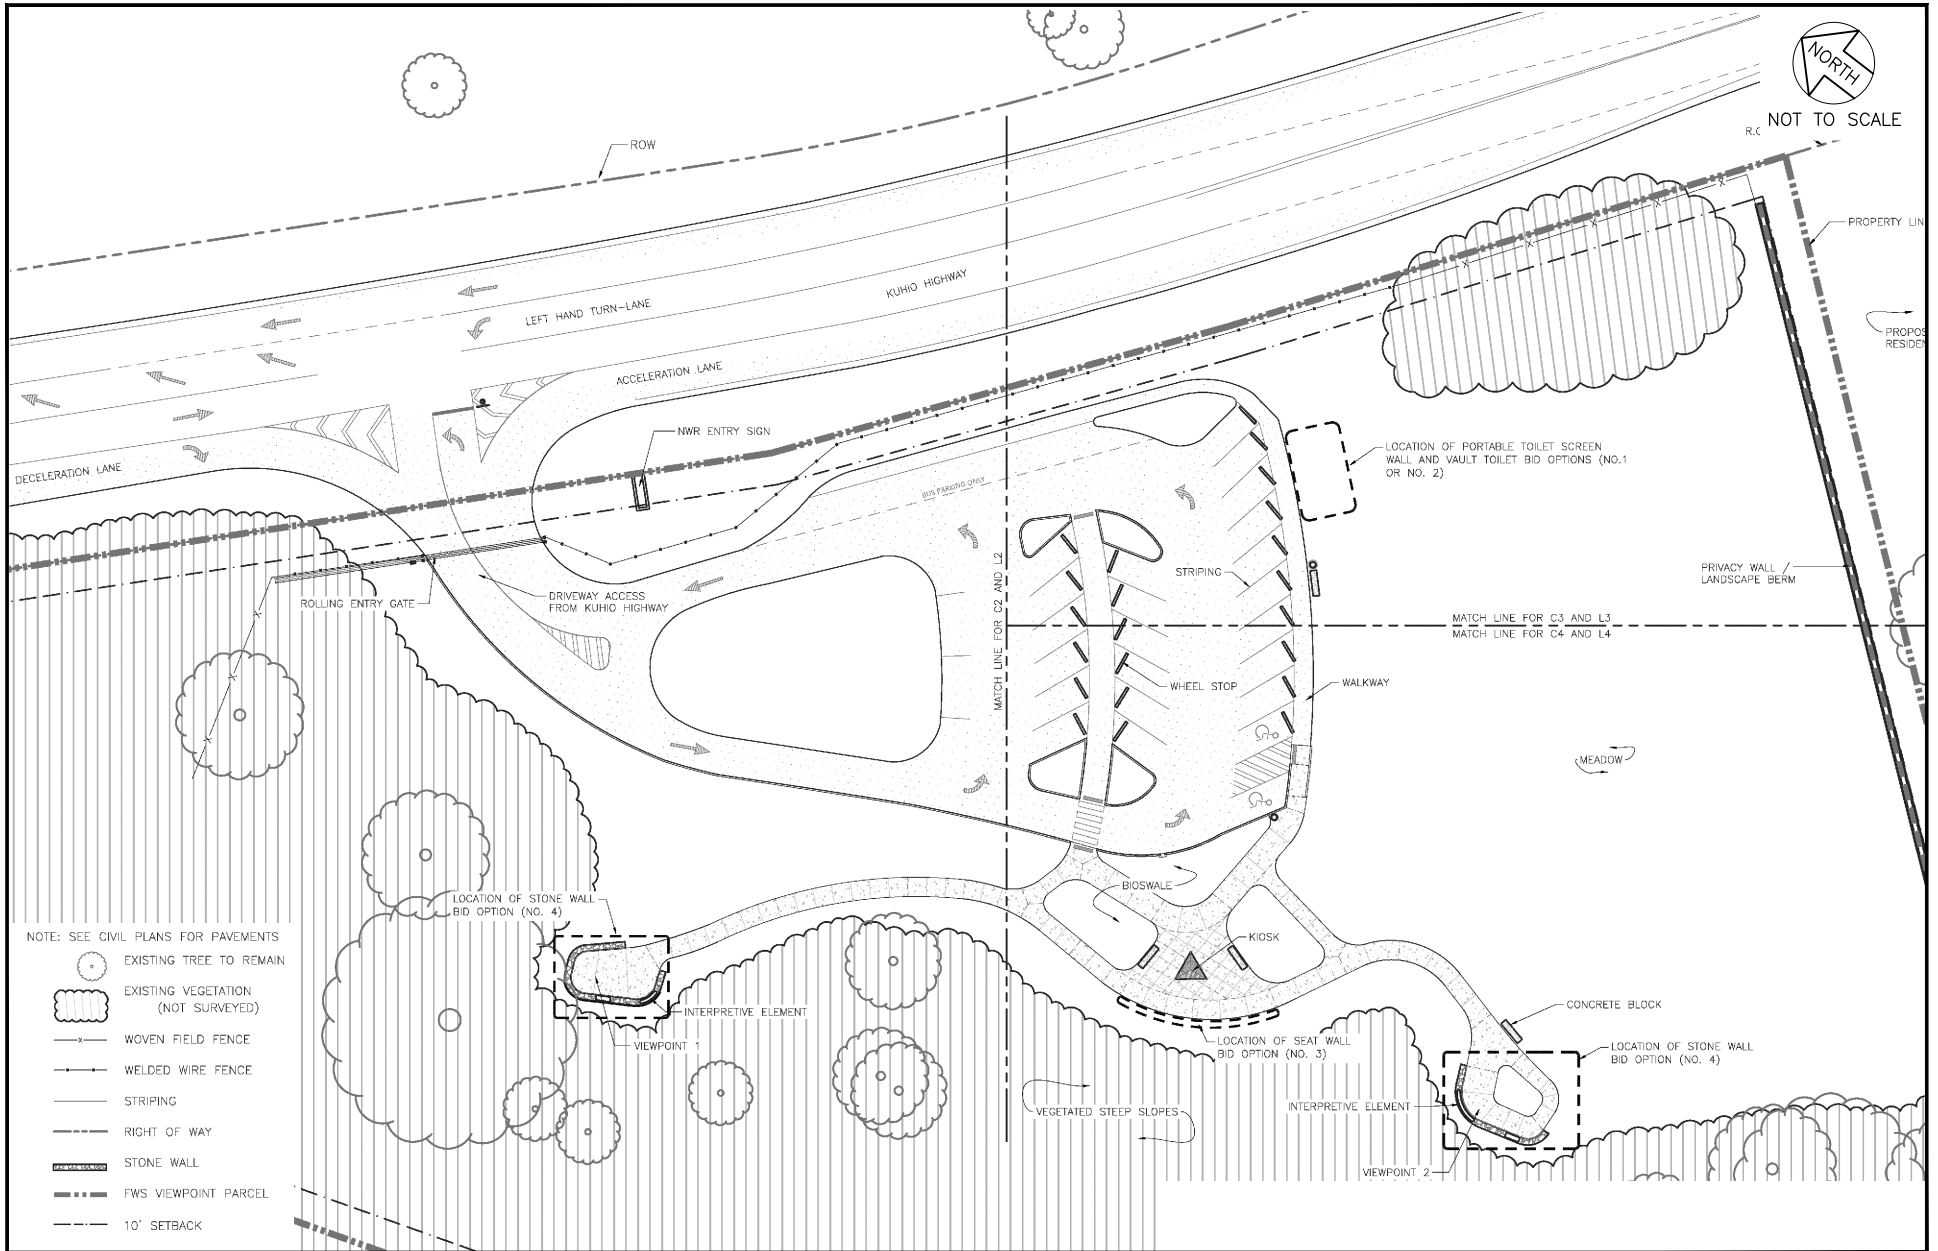 NORTH
NOT TO SCALE
R.O
ROW
PROPERTY LIN
KUHIO HIGHWAY
LEFT HAND TURN-LANE
PROPOS
RESIDEN
ACCELERATION LANE
NWR ENTRY SIGN
LOCATION OF PORTABLE TOILET SCREEN
WALL AND VAULT TOILET BID OPTIONS (NO.1
OR NO. 2)
DECELERATION LANE
BUS PARKING ONLY
STRIPING
PRIVACY WALL /
LANDSCAPE BERM
ROLLING ENTRY GATE
DRIVEWAY ACCESS
FROM KUHIO HIGHWAY
MATCH LINE FOR C2 AND L2
MATCH LINE FOR C3 AND L3
MATCH LINE FOR C4 AND L4
WHEEL STOP
WALKWAY
MEADOW
BIOSWALE
LOCATION OF STONE WALL
BID OPTION (NO. 4)
KIOSK
INTERPRETIVE ELEMENT
VIEWPOINT 1
CONCRETE BLOCK
LOCATION OF SEAT WALL
BID OPTION (NO. 3)
LOCATION OF STONE WALL
BID OPTION (NO. 4)
VEGETATED STEEP SLOPES
INTERPRETIVE ELEMENT
VIEWPOINT 2
NOTE: SEE CIVIL PLANS FOR PAVEMENTS
EXISTING TREE TO REMAIN
EXISTING VEGETATION
(NOT SURVEYED)
WOVEN FIELD FENCE
WELDED WIRE FENCE
STRIPING
RIGHT OF WAY
STONE WALL
FWS VIEWPOINT PARCEL
10' SETBACK